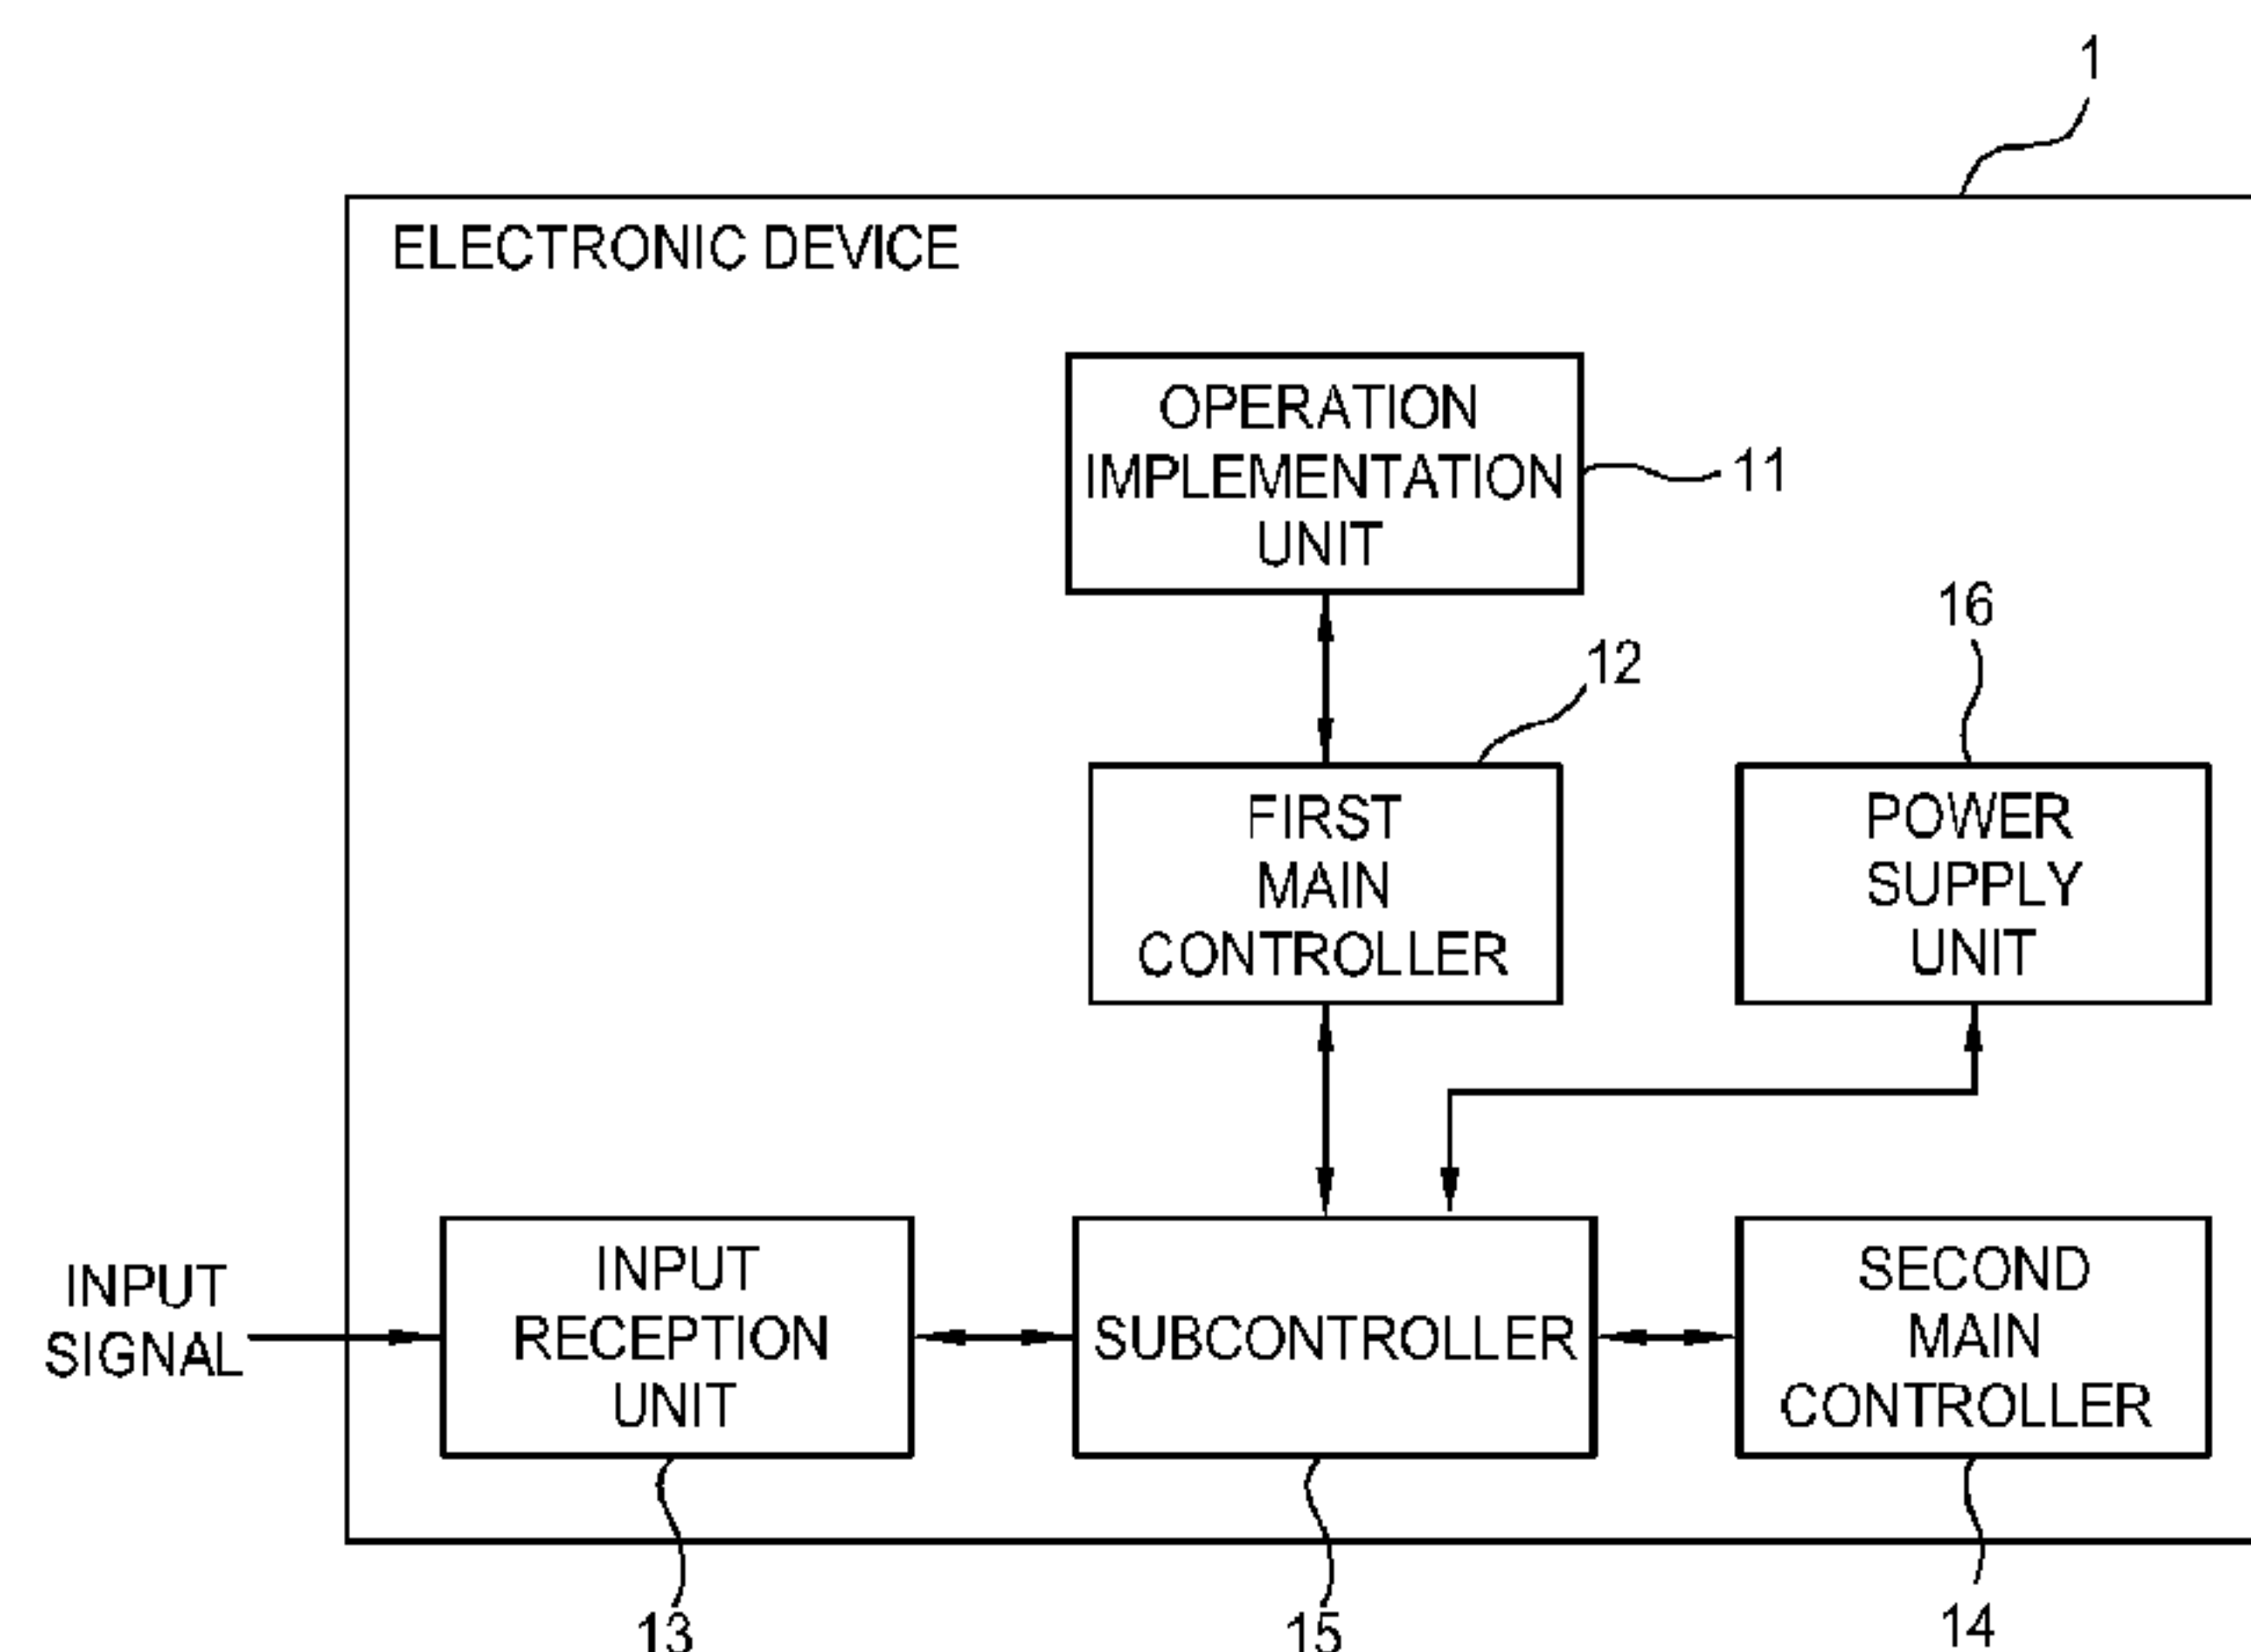 1
ELECTRONIC DEVICE
OPERATION
IMPLEMENTATION
UNIT
11
16
12
FIRST
MAIN
CONTROLLER
POWER
SUPPLY
UNIT
INPUT
SIGNAL
INPUT
RECEPTION
UNIT
SUBCONTROLLER
SECOND
MAIN
CONTROLLER
13
15
14